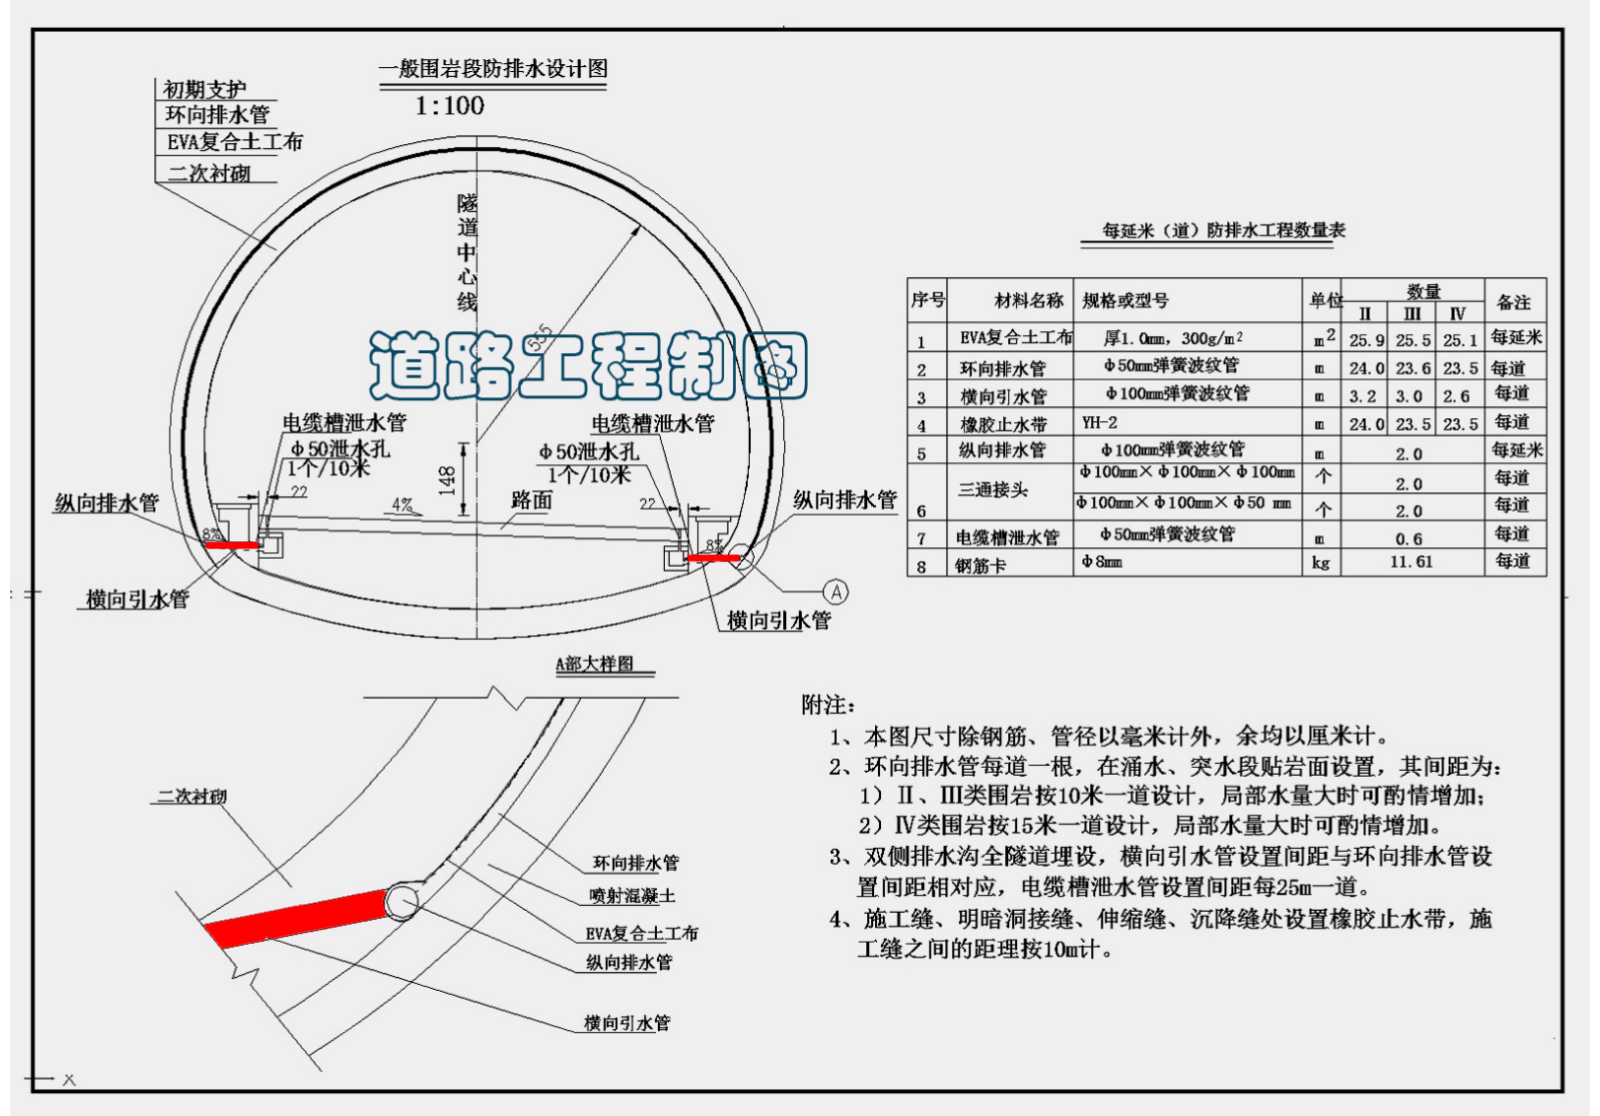 一般围岩段防排水设计图
1:100
初期支护
环向排水管
EVA复合土工布
二次衬砌
隧道中心线
555
道路工程制图
电缆槽泄水管
φ50泄水孔
1个/10米
22
148
4%
路面
电缆槽泄水管
φ50泄水孔
1个/10米
22
纵向排水管
8%
横向引水管
纵向排水管
8%
A
横向引水管
每延米（道）防排水工程数量表
序号 材料名称 规格或型号 单位 数量 备注
Ⅱ Ⅲ Ⅳ
1 EVA复合土工布 厚1.0mm，300g/m2 m2 25.9 25.5 25.1 每延米
2 环向排水管 φ50mm弹簧波纹管 m 24.0 23.6 23.5 每道
3 横向引水管 φ100mm弹簧波纹管 m 3.2 3.0 2.6 每道
4 橡胶止水带 YH-2 m 24.0 23.5 23.5 每道
5 纵向排水管 φ100mm弹簧波纹管 m 2.0 每延米
6 三通接头 φ100mm×φ100mm×φ100mm 个 2.0 每道
φ100mm×φ100mm×φ50 mm 个 2.0 每道
7 电缆槽泄水管 φ50mm弹簧波纹管 m 0.6 每道
8 钢筋卡 φ8mm kg 11.61 每道
A部大样图
二次衬砌
环向排水管
喷射混凝土
EVA复合土工布
纵向排水管
横向引水管
附注：
1、本图尺寸除钢筋、管径以毫米计外，余均以厘米计。
2、环向排水管每道一根，在涌水、突水段贴岩面设置，其间距为：
1）Ⅱ、Ⅲ类围岩按10米一道设计，局部水量大时可酌情增加；
2）Ⅳ类围岩按15米一道设计，局部水量大时可酌情增加。
3、双侧排水沟全隧道埋设，横向引水管设置间距与环向排水管设
置间距相对应，电缆槽泄水管设置间距每25m一道。
4、施工缝、明暗洞接缝、伸缩缝、沉降缝处设置橡胶止水带，施
工缝之间的距理按10m计。
X